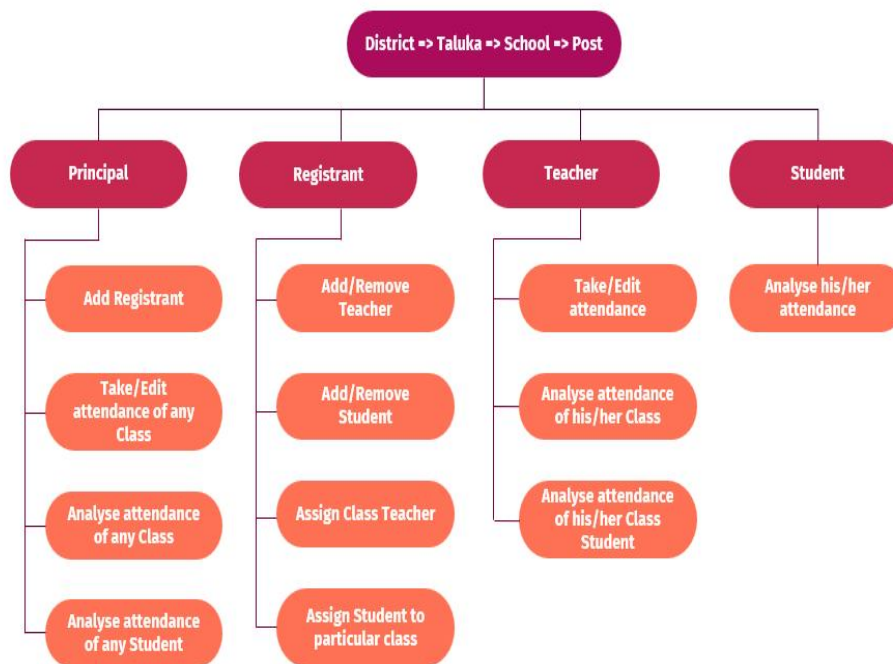 District => Taluka => School => Post
Principal
Registrant
Teacher
Student
Add Registrant
Take/Edit
attendance of any
Class
Analyse attendance
of any Class
Analyse attendance
of any Student
Add/Remove
Teacher
Add/Remove
Student
Assign Class Teacher
Assign Student to
particular class
Take/Edit
attendance
Analyse attendance
of his/her Class
Analyse attendance
of his/her Class
Student
Analyse his/her
attendance